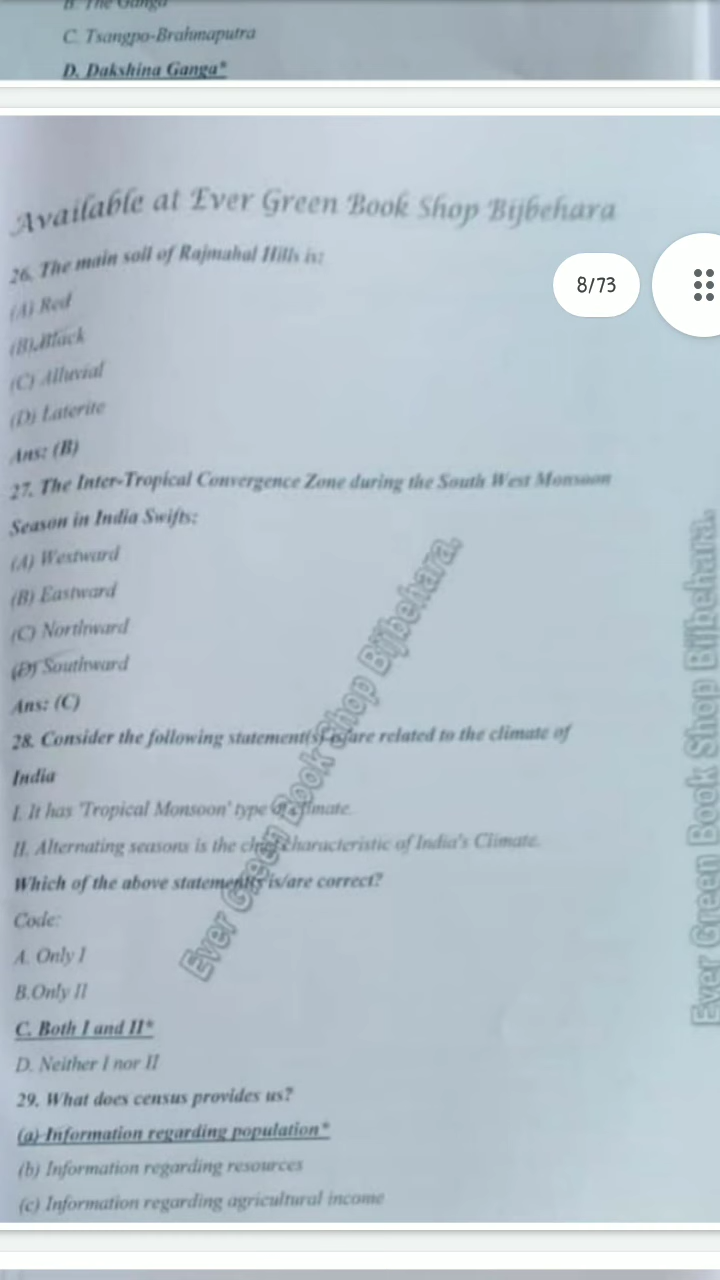 B. The Ganga
C. Tsangpo-Brahmaputra
D. Dakshina Ganga*
Available at Ever Green Book Shop Bijbehara
26. The main soil of Rajmahal Hills is:
8/73
(A) Red
(B) Black
(C) Alluvial
(D) Laterite
Ans: (B)
27. The Inter-Tropical Convergence Zone during the South West Monsoon
Season in India Swifts:
(A) Westward
(B) Eastward
(C) Northward
(D) Southward
Ans: (C)
28. Consider the following statement(s) is/are related to the climate of
India
I. It has 'Tropical Monsoon' type of climate.
II. Alternating seasons is the chief characteristic of India's Climate.
Which of the above statement(s) is/are correct?
Code:
A. Only I
B.Only II
C. Both I and II*
D. Neither I nor II
29. What does census provides us?
(a) Information regarding population*
(b) Information regarding resources
(c) Information regarding agricultural income
Ever Green Book Shop Bijbehara.
Ever Green Book Shop Bijbehara.